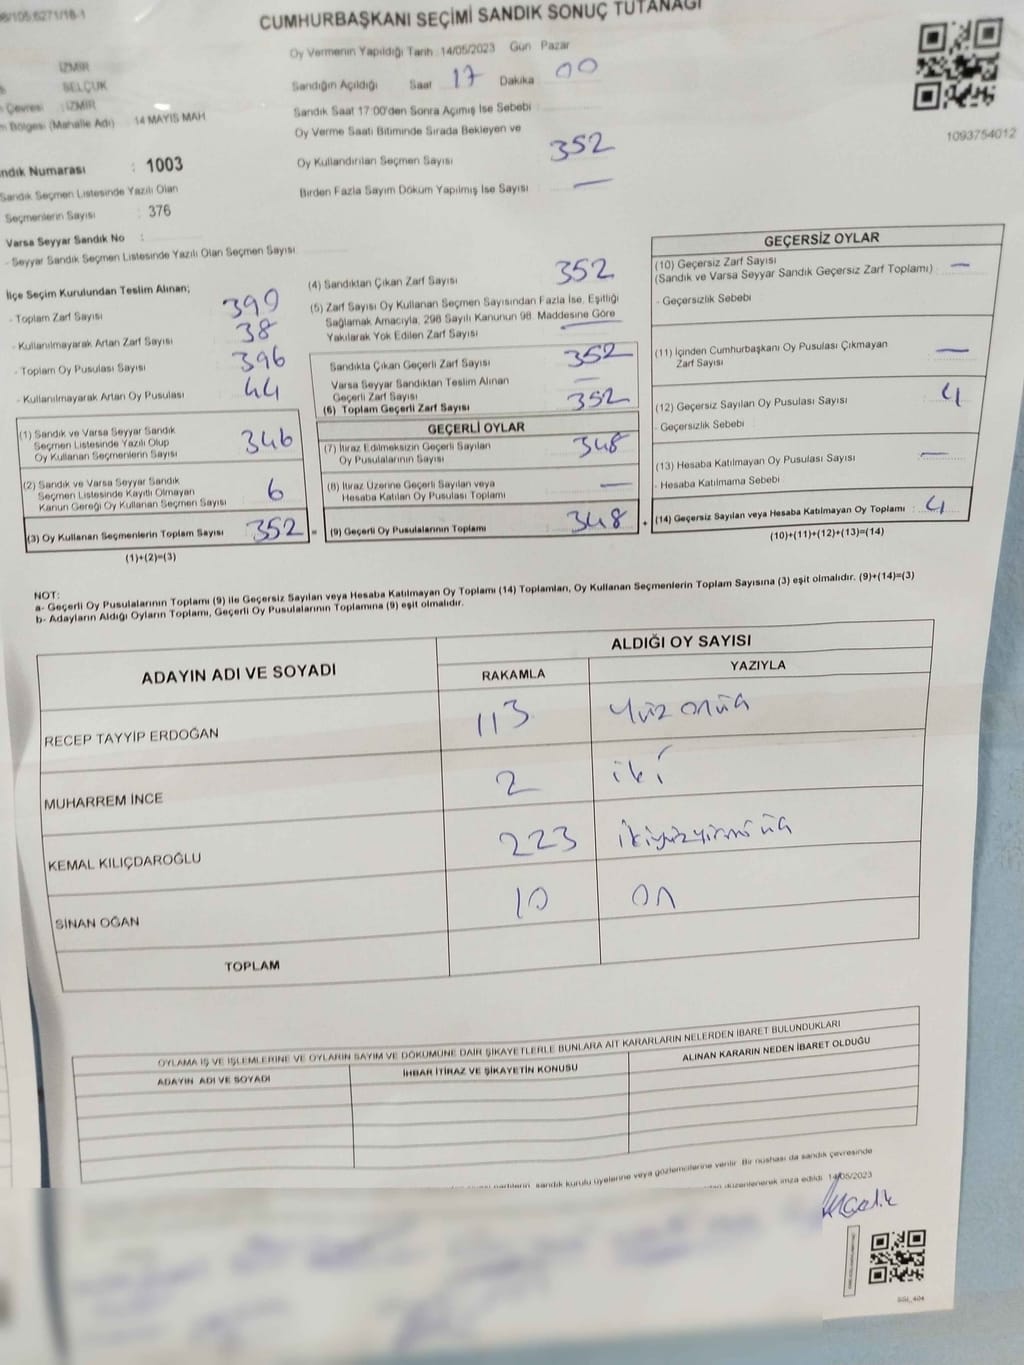 98/105.6271/18-1
CUMHURBAŞKANI SEÇİMİ SANDIK SONUÇ TUTANAĞI
Oy Vermenin Yapıldığı Tarih :14/05/2023 Gün : Pazar
Sandığın Açıldığı Saat 17 Dakika 00
Sandık Saat 17:00'den Sonra Açımış İse Sebebi :
Oy Verme Saati Bitiminde Sırada Bekleyen ve
Oy Kullandırılan Seçmen Sayısı : 352
Birden Fazla Sayım Döküm Yapılmış İse Sayısı : —
İZMİR
SELÇUK
Çevresi : İZMİR
Bölgesi (Mahalle Adı) : 14 MAYIS MAH
ndık Numarası : 1003
Sandık Seçmen Listesinde Yazılı Olan
Seçmenlerin Sayısı : 376
Varsa Seyyar Sandık No :
- Seyyar Sandık Seçmen Listesinde Yazılı Olan Seçmen Sayısı
1093754012
İlçe Seçim Kurulundan Teslim Alınan;
- Toplam Zarf Sayısı 390
- Kullanılmayarak Artan Zarf Sayısı 38
- Toplam Oy Pusulası Sayısı 396
- Kullanılmayarak Artan Oy Pusulası 44
(1) Sandık ve Varsa Seyyar Sandık
Seçmen Listesinde Yazılı Olup
Oy Kullanan Seçmenlerin Sayısı 346
(2) Sandık ve Varsa Seyyar Sandık
Seçmen Listesinde Kayıtlı Olmayan
Kanun Gereği Oy Kullanan Seçmen Sayısı 6
(3) Oy Kullanan Seçmenlerin Toplam Sayısı 352 =
(1)+(2)=(3)
(4) Sandıktan Çıkan Zarf Sayısı 352
(5) Zarf Sayısı Oy Kullanan Seçmen Sayısından Fazla İse, Eşitliği
Sağlamak Amacıyla, 298 Sayılı Kanunun 98. Maddesine Göre
Yakılarak Yok Edilen Zarf Sayısı —
Sandıkta Çıkan Geçerli Zarf Sayısı 352
Varsa Seyyar Sandıktan Teslim Alınan
Geçerli Zarf Sayısı —
(6) Toplam Geçerli Zarf Sayısı 352
GEÇERLİ OYLAR
(7) İtiraz Edilmeksizin Geçerli Sayılan
Oy Pusulalarının Sayısı 348
(8) İtiraz Üzerine Geçerli Sayılan veya
Hesaba Katılan Oy Pusulası Toplamı —
(9) Geçerli Oy Pusulalarının Toplamı 348 +
GEÇERSİZ OYLAR
(10) Geçersiz Zarf Sayısı
(Sandık ve Varsa Seyyar Sandık Geçersiz Zarf Toplamı) : —
- Geçersizlik Sebebi
(11) İçinden Cumhurbaşkanı Oy Pusulası Çıkmayan
Zarf Sayısı —
(12) Geçersiz Sayılan Oy Pusulası Sayısı : 4
- Geçersizlik Sebebi
(13) Hesaba Katılmayan Oy Pusulası Sayısı : —
- Hesaba Katılmama Sebebi
(14) Geçersiz Sayılan veya Hesaba Katılmayan Oy Toplamı : 4
(10)+(11)+(12)+(13)=(14)
NOT:
a- Geçerli Oy Pusulalarının Toplamı (9) ile Geçersiz Sayılan veya Hesaba Katılmayan Oy Toplamı (14) Toplamları, Oy Kullanan Seçmenlerin Toplam Sayısına (3) eşit olmalıdır. (9)+(14)=(3)
b- Adayların Aldığı Oyların Toplamı, Geçerli Oy Pusulalarının Toplamına (9) eşit olmalıdır.
ADAYIN ADI VE SOYADI
ALDIĞI OY SAYISI
RAKAMLA YAZIYLA
RECEP TAYYİP ERDOĞAN 113 yüz onüç
MUHARREM İNCE 2 iki
KEMAL KILIÇDAROĞLU 223 ikiyüzyirmiüç
SİNAN OĞAN 10 on
TOPLAM
OYLAMA İŞ VE İŞLEMLERİNE VE OYLARIN SAYIM VE DÖKÜMÜNE DAİR ŞİKAYETLERLE BUNLARA AİT KARARLARIN NELERDEN İBARET BULUNDUKLARI
ADAYIN ADI VE SOYADI İHBAR İTİRAZ VE ŞİKAYETİN KONUSU ALINAN KARARIN NEDEN İBARET OLDUĞU
sandık kurulu üyelerine veya gözlemcilerine verilir. Bir nüshası da sandık çevresinde
düzenlenerek imza edildi. 14/05/2023